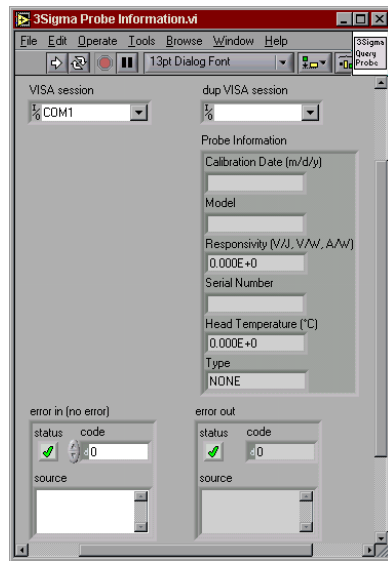 3Sigma Probe Information.vi
File Edit Operate Tools Browse Window Help
13pt Dialog Font
3Sigma
Query
Probe
VISA session
dup VISA session
COM1
Probe Information
Calibration Date (m/d/y)
Model
Responsivity (V/J, V/W, A/W)
0.000E+0
Serial Number
Head Temperature (°C)
0.000E+0
Type
NONE
error in (no error)
error out
status code
status code
0
0
source
source